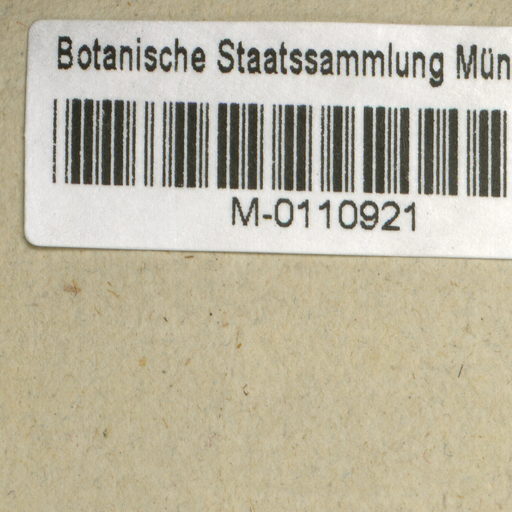 Botanische Staatssammlung Mün
M-0110921